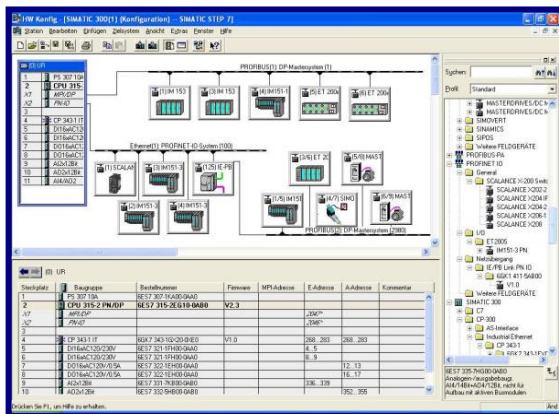 HW Konfig - [SIMATIC 300(1) (Konfiguration) -- SIMATIC STEP 7]
Station Bearbeiten Einfügen Zielsystem Ansicht Extras Fenster Hilfe
(0) UR
1 PS 307 10A
2 CPU 315-
X1 MPI/DP
X2 PN-IO
3
4 CP 343-1 IT
5 DI16xAC12
6 DI16xAC12
7 DO16xAC1
8 DO16xAC1
9 AI2x12Bit
10 AO2x12Bit
11 AI4/AO2
PROFIBUS(1): DP-Mastersystem (1)
(1) IM 153
(3) IM 153
(4) IM151-1
(5) ET 200
(6) ET 200
Ethernet(1): PROFINET-IO-System (100)
(1) SCALAN
(3) IM151-3
(125) IE-PB
(2) IM151-3
(4) IM151-3
(3/6) ET 20
(5/8) MAST
(1/5) IM151
(4/7) SIMO
(6/9) MAST
PROFIBUS(2): DP-Mastersystem (2980)
Suchen:
Profil Standard
MASTERDRIVES/DC M
MASTERDRIVES/DC M
SIMOVERT
SINAMICS
SIPOS
Weitere FELDGERÄTE
PROFIBUS-PA
PROFINET IO
General
SCALANCE X-200 Switc
SCALANCE X202-2
SCALANCE X204 IF
SCALANCE X206-1
SCALANCE X208
I/O
ET200S
IM151-3 PN
Netzübergang
IE/PB Link PN IO
6GK1 411-5AB00
V1.0
Weitere FELDGERÄTE
SIMATIC 300
C7
CP-300
AS-Interface
Industrial Ethernet
CP 343-1
6GK7 343-1EX
6ES7 335-7HG00-0AB0
Analogein-/ausgabebaugr.
AI4/14Bit+AO4/12Bit, nicht für
Aufbau mit aktiven Busmodulen
(0) UR
Steckplatz Baugruppe Bestellnummer Firmware MPI-Adresse E-Adresse A-Adresse Kommentar
1 PS 307 10A 6ES7 307-1KA00-0AA0
2 CPU 315-2 PN/DP 6ES7 315-2EG10-0AB0 V2.3
X1 MPI/DP 2047*
X2 PN-IO 2046*
3
4 CP 343-1 IT 6GK7 343-1GX20-0XE0 V1.0 268...283 268...283
5 DI16xAC120/230V 6ES7 321-1FH00-0AA0 4...5
6 DI16xAC120/230V 6ES7 321-1FH00-0AA0 8...9
7 DO16xAC120V/0.5A 6ES7 322-1EH00-0AA0 12...13
8 DO16xAC120V/0.5A 6ES7 322-1EH00-0AA0 16...17
9 AI2x12Bit 6ES7 331-7KB00-0AB0 336...339
10 AO2x12Bit 6ES7 332-5HB00-0AB0 352...355
Drücken Sie F1, um Hilfe zu erhalten.
Änd